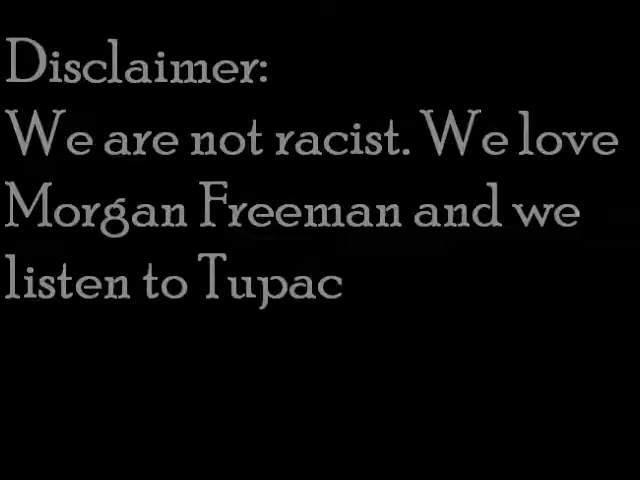 Disclaimer:
We are not racist. We love
Morgan Freeman and we
listen to Tupac